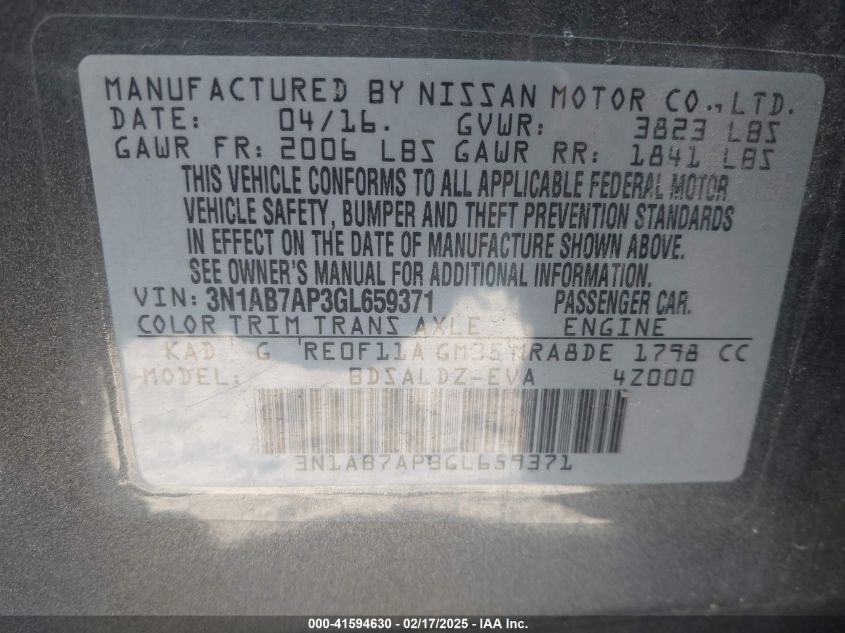 MANUFACTURED BY NISSAN MOTOR CO., LTD.
DATE: 04/16. GVWR: 3823 LBS
GAWR FR: 2006 LBS GAWR RR: 1841 LBS
THIS VEHICLE CONFORMS TO ALL APPLICABLE FEDERAL MOTOR
VEHICLE SAFETY, BUMPER AND THEFT PREVENTION STANDARDS
IN EFFECT ON THE DATE OF MANUFACTURE SHOWN ABOVE.
SEE OWNER'S MANUAL FOR ADDITIONAL INFORMATION.
VIN: 3N1AB7AP3GL659371 PASSENGER CAR.
COLOR TRIM TRANS AXLE ENGINE
KAD G RE0F11A MRA8DE 1798 CC
MODEL: BDSALDZ-EVA 4Z000
3N1AB7AP3GL659371
000-41594630 - 02/17/2025 - IAA Inc.